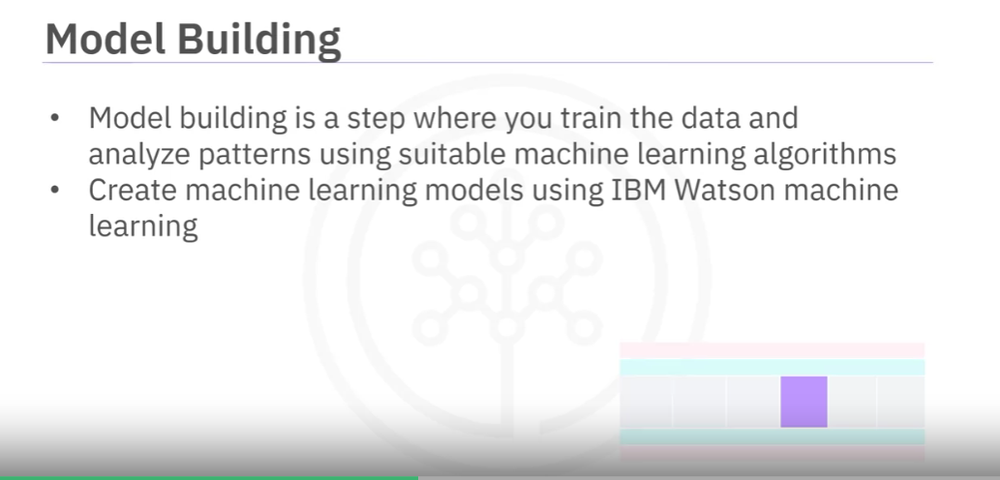 Model Building
• Model building is a step where you train the data and
analyze patterns using suitable machine learning algorithms
• Create machine learning models using IBM Watson machine
learning